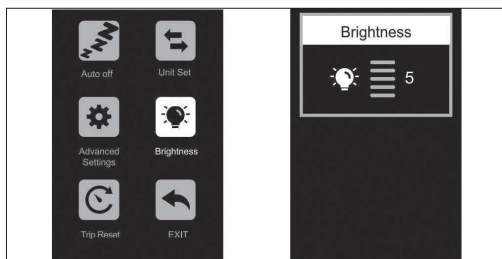 Auto off
Unit Set
Advanced
Settings
Brightness
Trip Reset
EXIT
Brightness
5